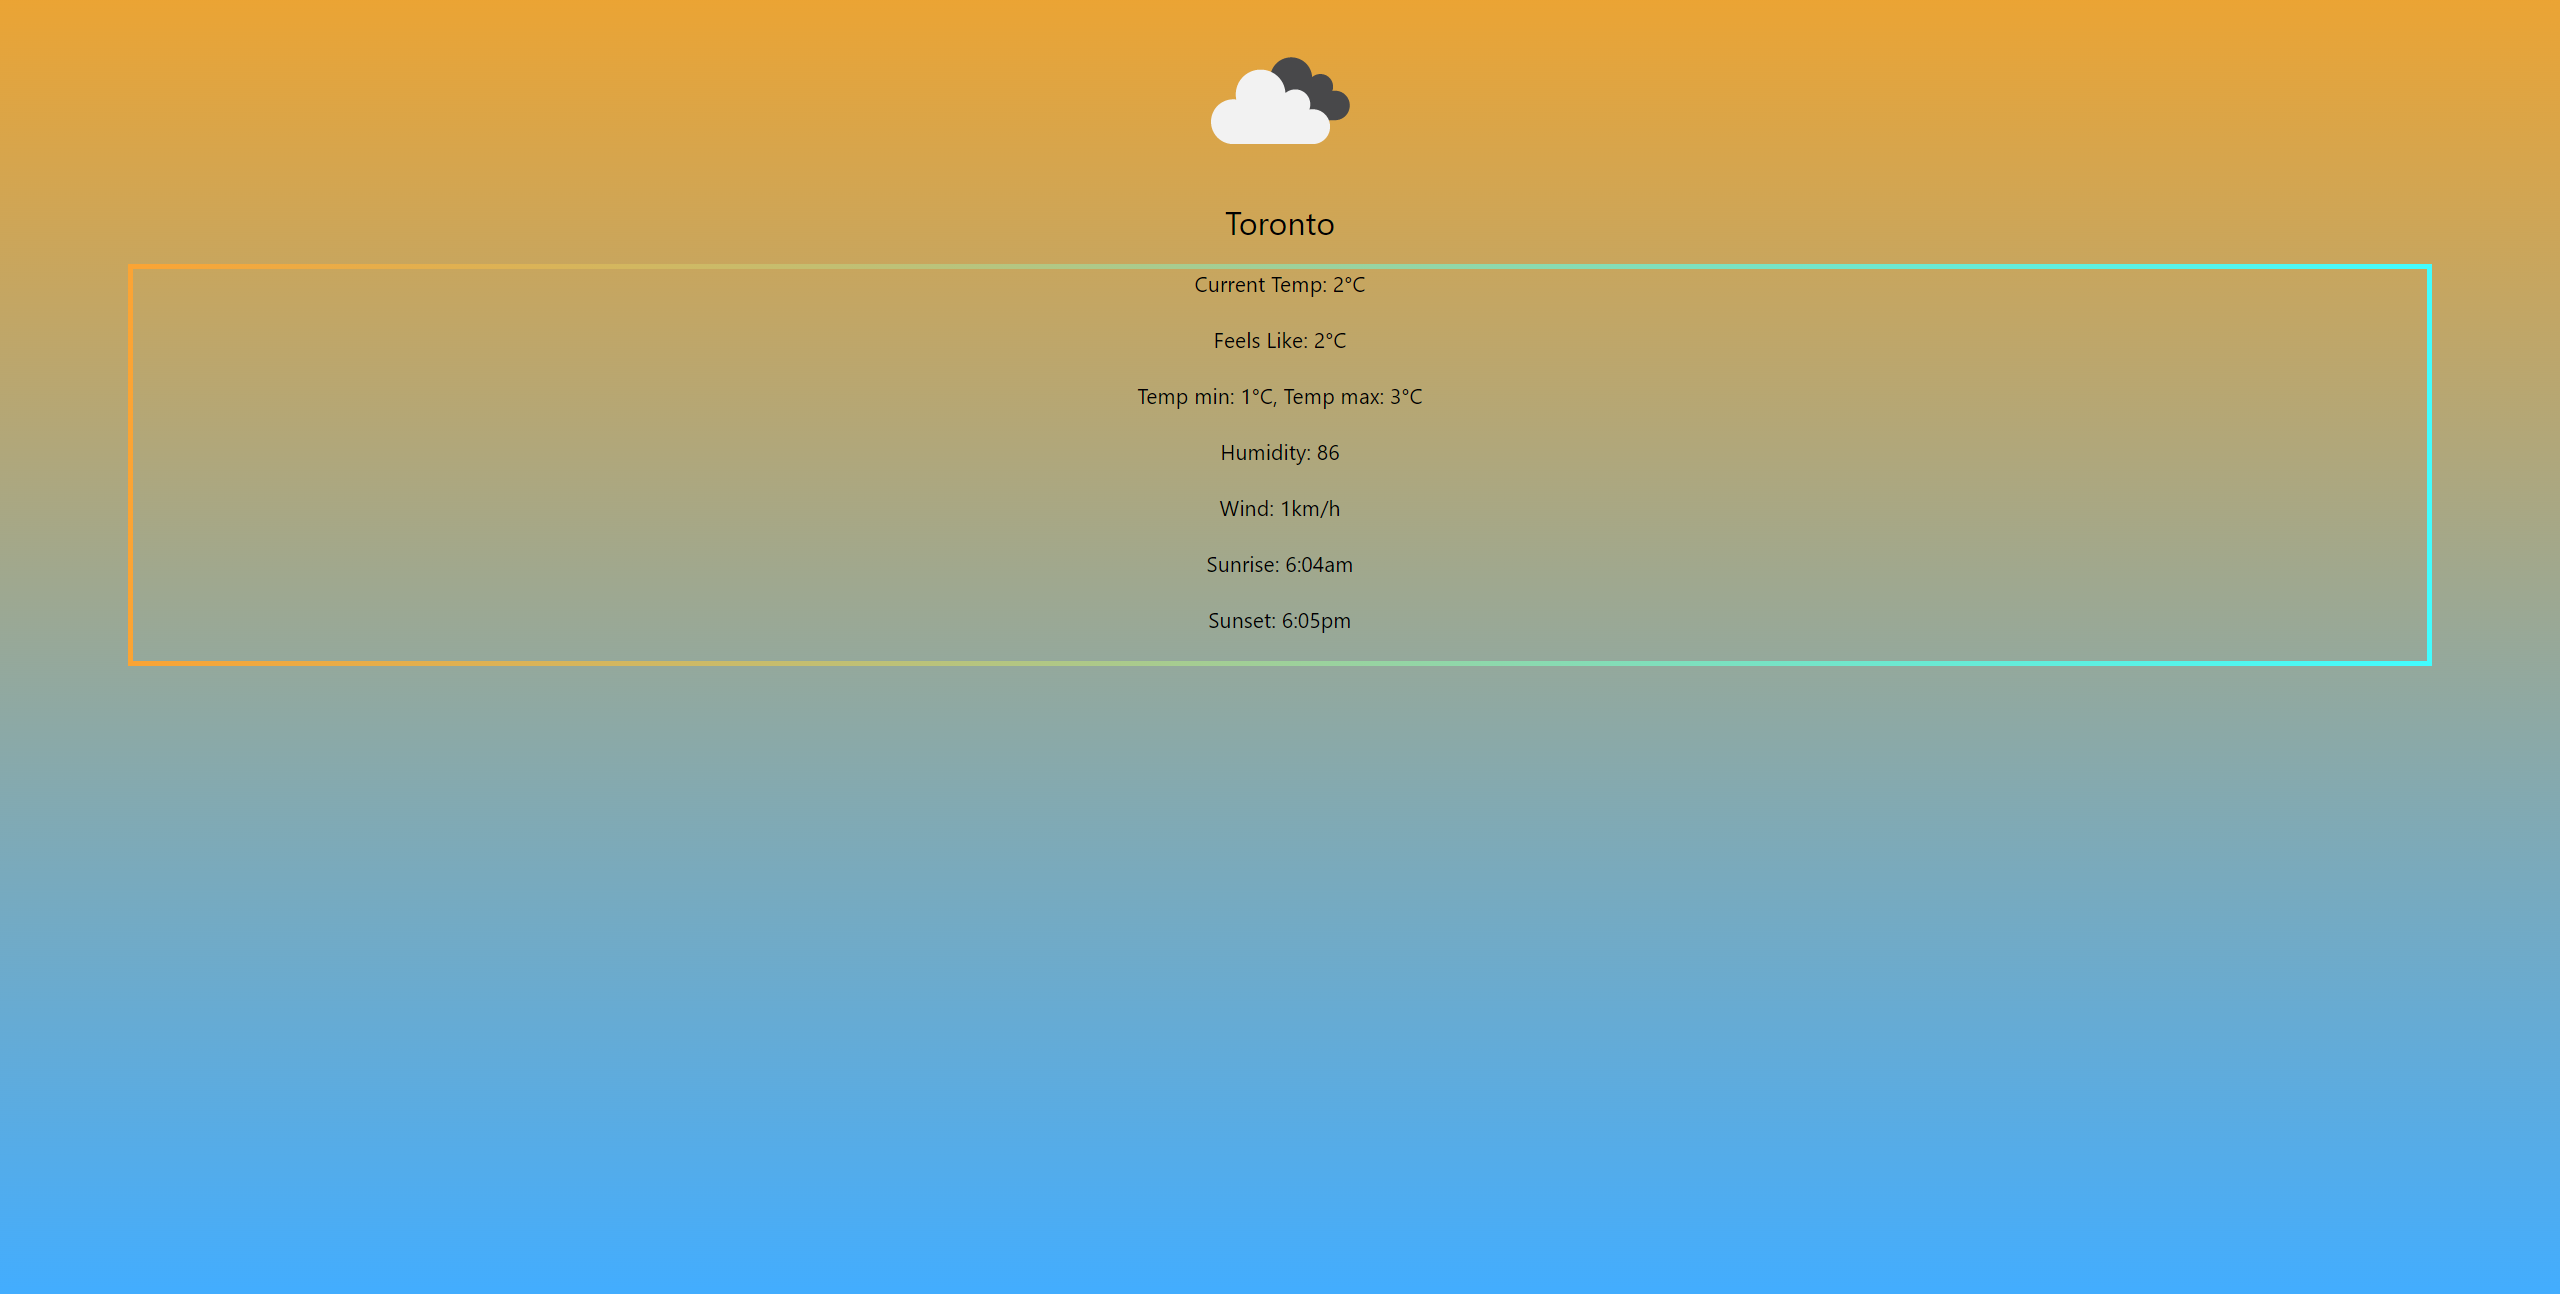 Toronto
Current Temp: 2°C
Feels Like: 2°C
Temp min: 1°C, Temp max: 3°C
Humidity: 86
Wind: 1km/h
Sunrise: 6:04am
Sunset: 6:05pm